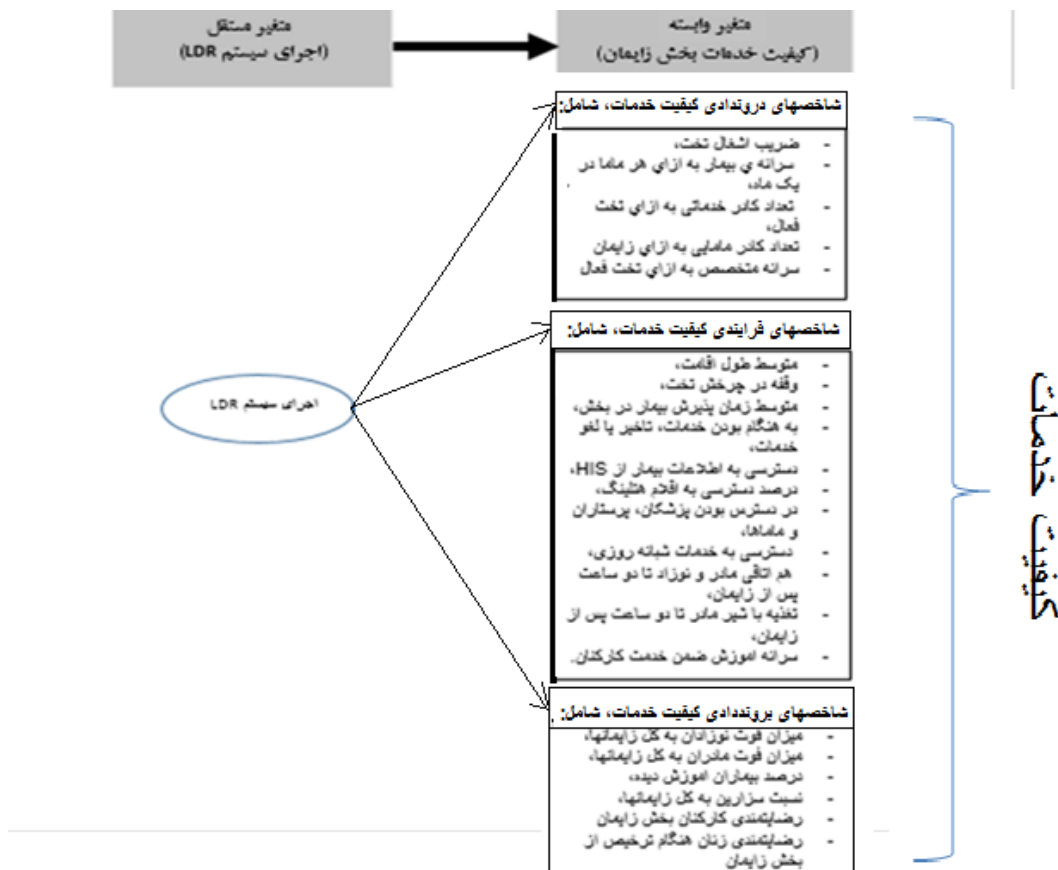 متغیر مستقل
(اجرای سیستم LDR)
متغیر وابسته
(کیفیت خدمات بخش زایمان)
شاخصهای دروندادی کیفیت خدمات، شامل:
- ضریب اشغال تخت،
- سرانه ي بیمار به ازاي هر ماما در
یک ماه،
- تعداد کادر خدماتی به ازاي تخت
فعال،
- تعداد کادر مامایی به ازاي زایمان
- سرانه متخصص به ازاي تخت فعال
شاخصهای فرایندی کیفیت خدمات، شامل:
- متوسط طول اقامت،
- وقفه در چرخش تخت،
- متوسط زمان پذیرش بیمار در بخش،
- به هنگام بودن خدمات، تاخیر یا لغو
خدمات،
- دسترسی به اطلاعات بیمار از HIS،
- درصد دسترسی به اقلام هتلینگ،
- در دسترس بودن پزشکان، پرستاران
و ماماها،
- دسترسی به خدمات شبانه روزی،
- هم اتاقی مادر و نوزاد تا دو ساعت
پس از زایمان،
- تغذیه با شیر مادر تا دو ساعت پس از
زایمان،
- سرانه اموزش ضمن خدمت کارکنان.
شاخصهای برونددادی کیفیت خدمات، شامل:
- میزان فوت نوزادان به کل زایمانها،
- میزان فوت مادران به کل زایمانها،
- درصد بیماران اموزش دیده،
- نسبت سزارین به کل زایمانها،
- رضایتمندی کارکنان بخش زایمان
- رضایتمندی زنان هنگام ترخیص از
بخش زایمان
اجرای سیستم LDR
کیفیت خدمات